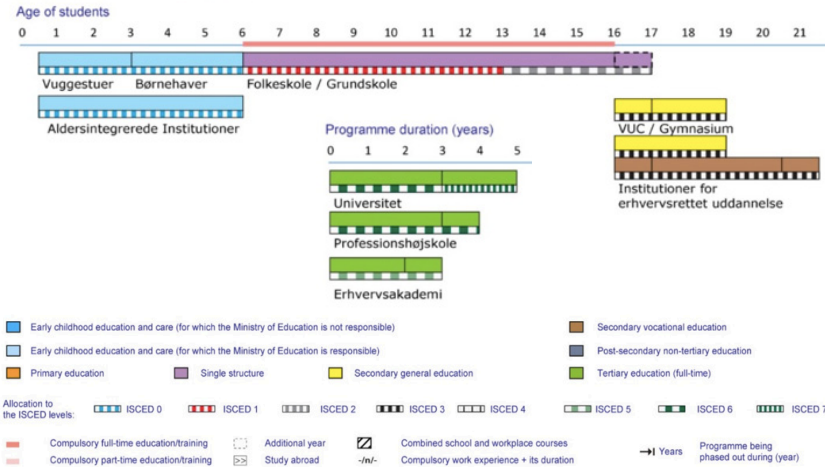 Age of students
0 1 2 3 4 5 6 7 8 9 10 11 12 13 14 15 16 17 18 19 20 21
Vuggestuer Børnehaver Folkeskole / Grundskole
Aldersintegrerede Institutioner
VUC / Gymnasium
Programme duration (years)
0 1 2 3 4 5
Institutioner for
erhvervsrettet uddannelse
Universitet
Professionshøjskole
Erhvervsakademi
Early childhood education and care (for which the Ministry of Education is not responsible) Secondary vocational education
Early childhood education and care (for which the Ministry of Education is responsible) Post-secondary non-tertiary education
Primary education Single structure Secondary general education Tertiary education (full-time)
Allocation to
the ISCED levels: ISCED 0 ISCED 1 ISCED 2 ISCED 3 ISCED 4 ISCED 5 ISCED 6 ISCED 7
Compulsory full-time education/training Additional year Combined school and workplace courses Years Programme being
Compulsory part-time education/training >> Study abroad -/n/- Compulsory work experience + its duration phased out during (year)